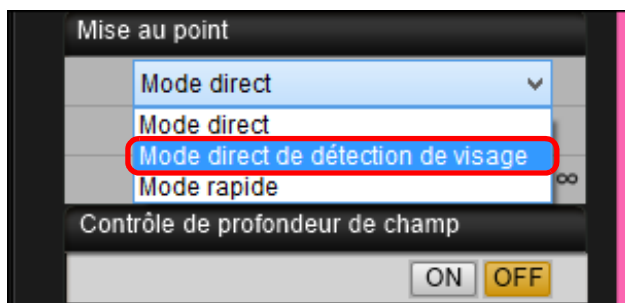 Mise au point
Mode direct
Mode direct
Mode direct de détection de visage
Mode rapide
∞
Contrôle de profondeur de champ
ON OFF